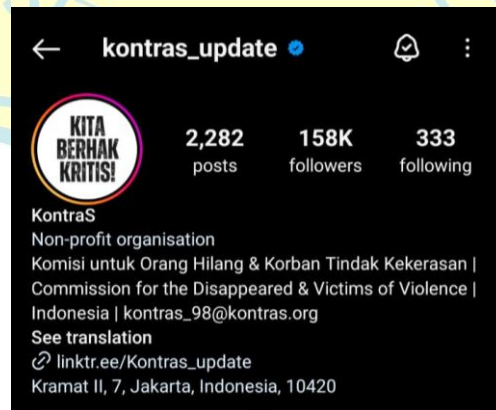 kontras_update
KITA
BERHAK
KRITIS!
2,282 158K 333
posts followers following
KontraS
Non-profit organisation
Komisi untuk Orang Hilang & Korban Tindak Kekerasan |
Commission for the Disappeared & Victims of Violence |
Indonesia | kontras_98@kontras.org
See translation
linktr.ee/Kontras_update
Kramat II, 7, Jakarta, Indonesia, 10420